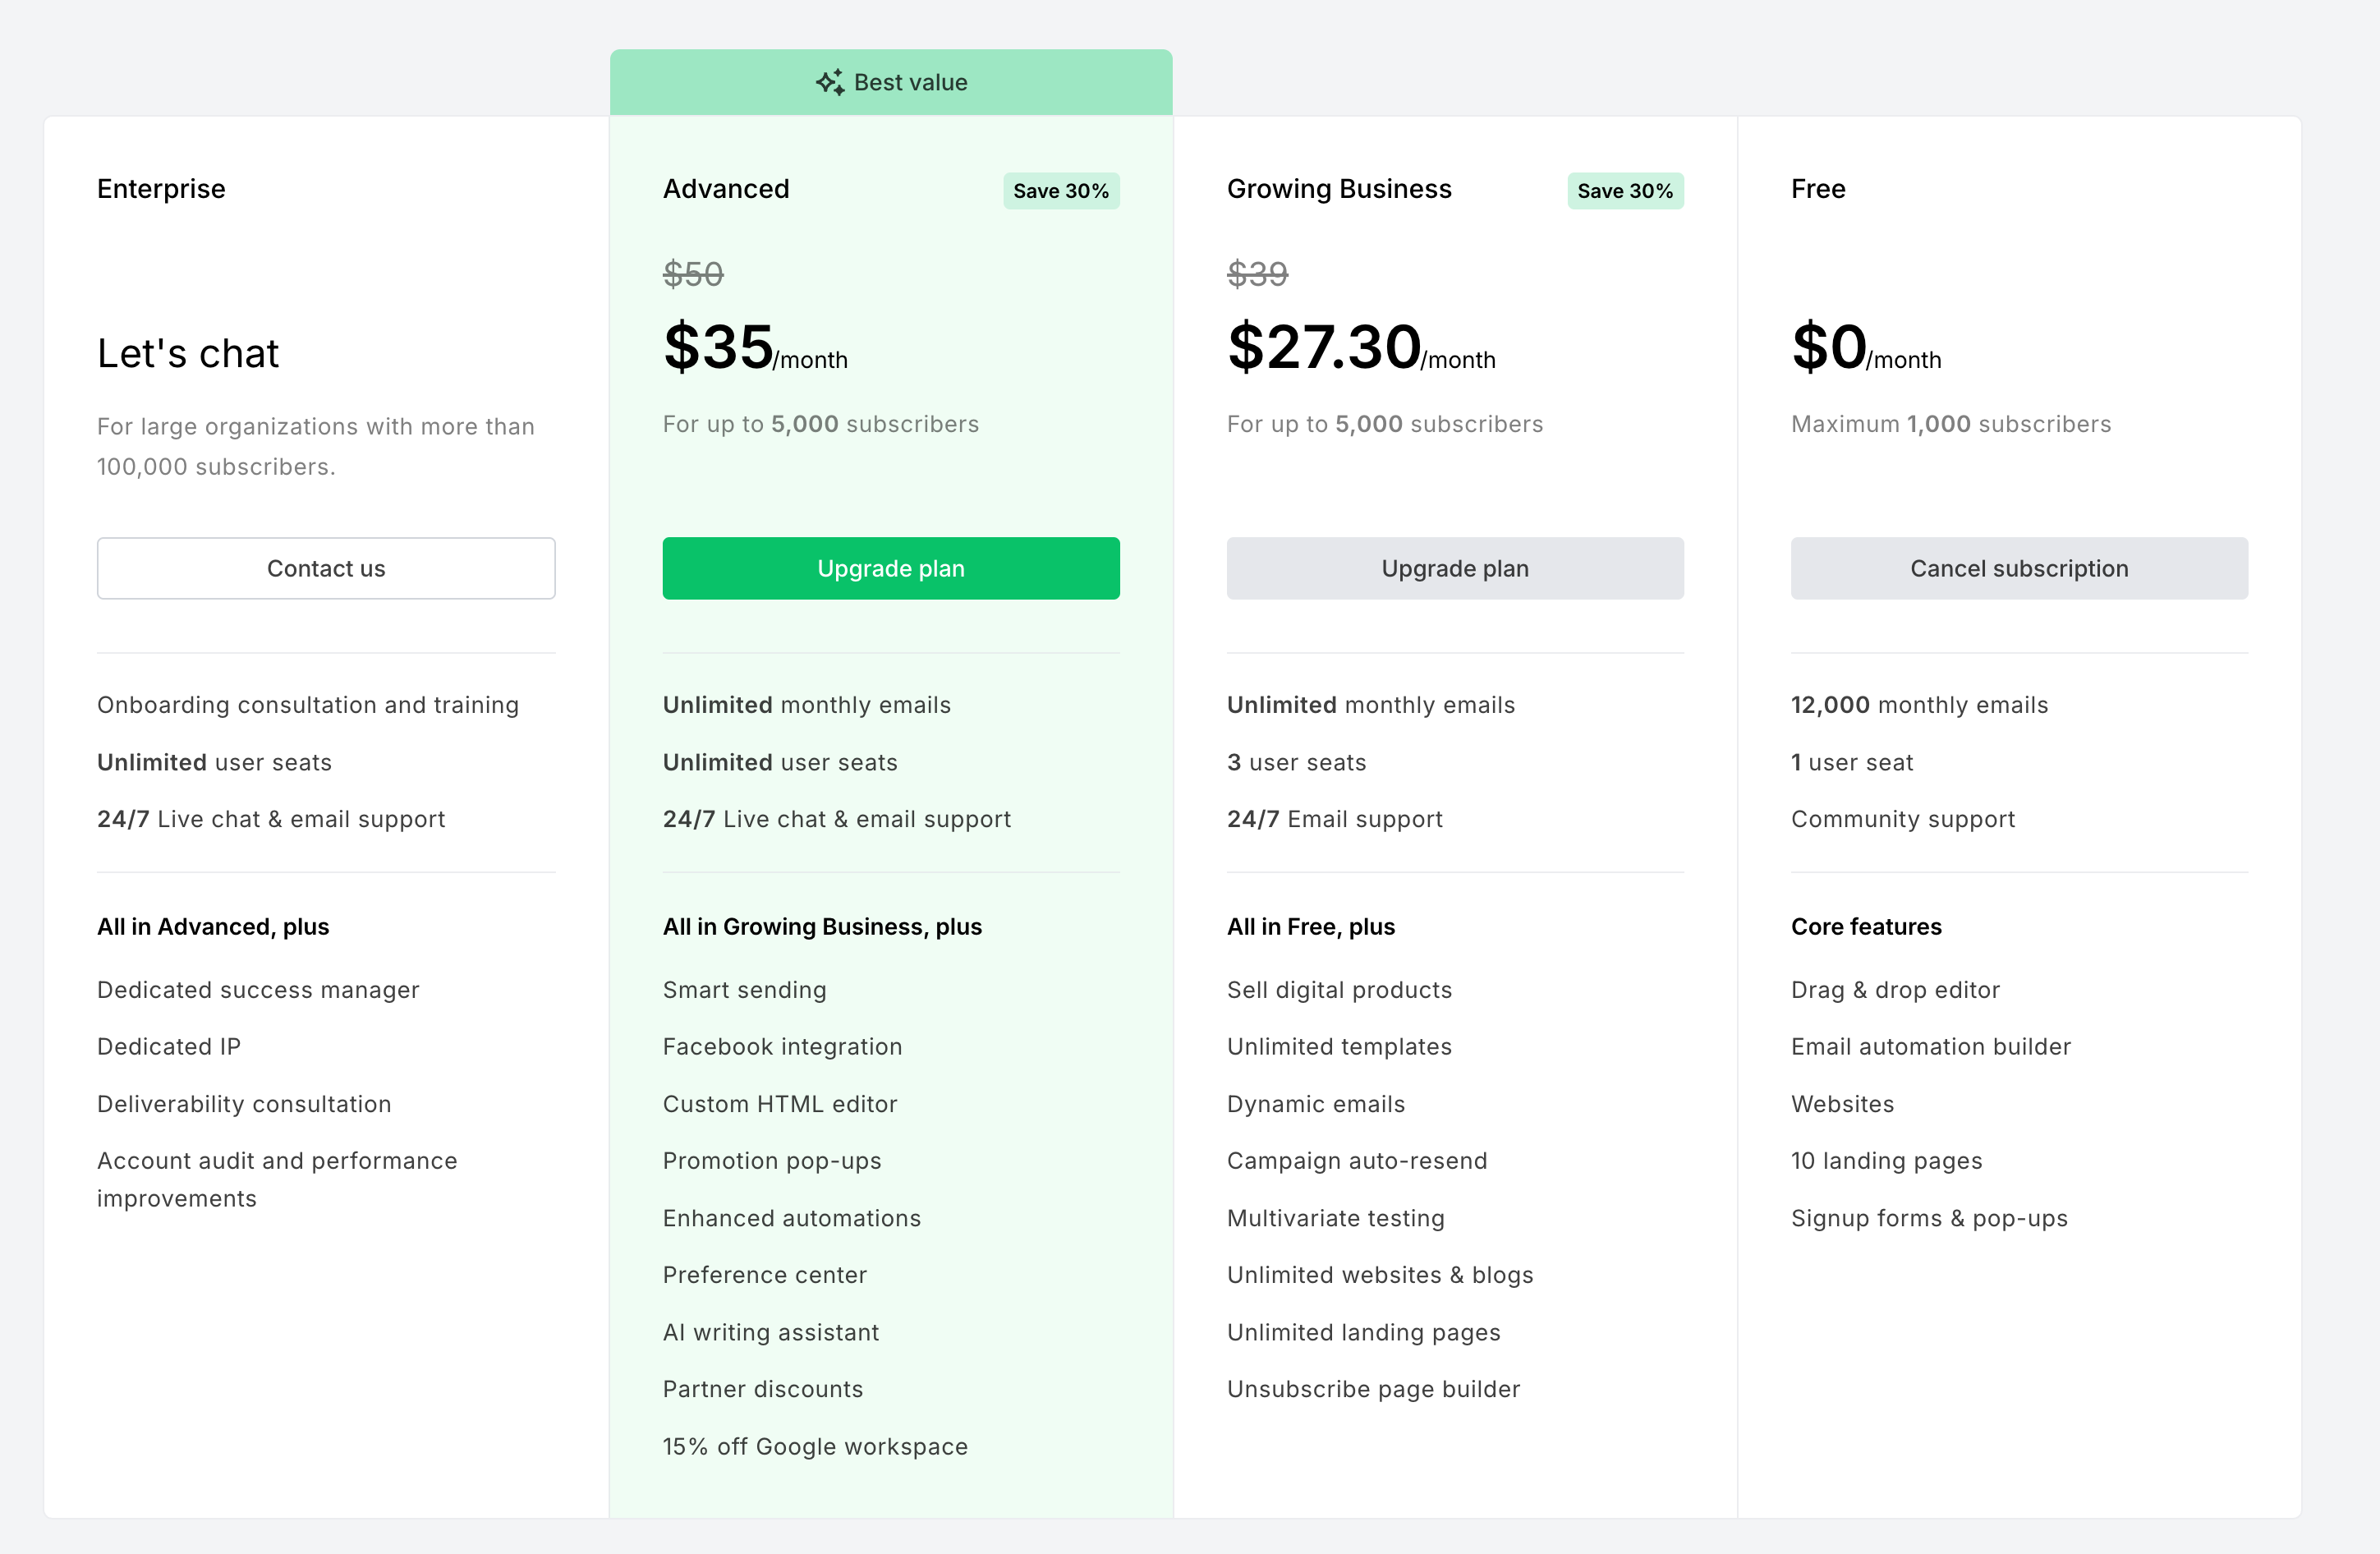 Best value
Enterprise
Let's chat
For large organizations with more than
100,000 subscribers.
Contact us
Onboarding consultation and training
Unlimited user seats
24/7 Live chat & email support
All in Advanced, plus
Dedicated success manager
Dedicated IP
Deliverability consultation
Account audit and performance
improvements
Advanced
Save 30%
$50
$35/month
For up to 5,000 subscribers
Upgrade plan
Unlimited monthly emails
Unlimited user seats
24/7 Live chat & email support
All in Growing Business, plus
Smart sending
Facebook integration
Custom HTML editor
Promotion pop-ups
Enhanced automations
Preference center
AI writing assistant
Partner discounts
15% off Google workspace
Growing Business
Save 30%
$39
$27.30/month
For up to 5,000 subscribers
Upgrade plan
Unlimited monthly emails
3 user seats
24/7 Email support
All in Free, plus
Sell digital products
Unlimited templates
Dynamic emails
Campaign auto-resend
Multivariate testing
Unlimited websites & blogs
Unlimited landing pages
Unsubscribe page builder
Free
$0/month
Maximum 1,000 subscribers
Cancel subscription
12,000 monthly emails
1 user seat
Community support
Core features
Drag & drop editor
Email automation builder
Websites
10 landing pages
Signup forms & pop-ups